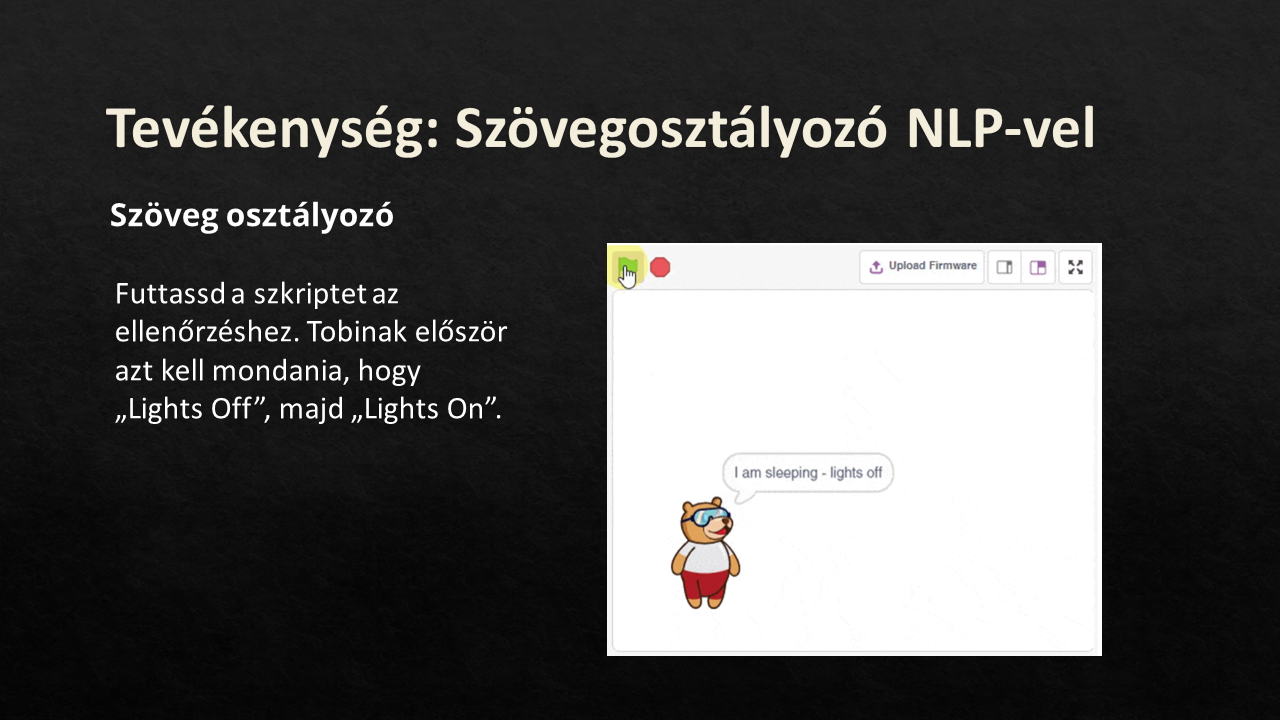 Tevékenység: Szövegosztályozó NLP-vel
Szöveg osztályozó
Futtassd a szkriptet az
ellenőrzéshez. Tobinak először
azt kell mondania, hogy
„Lights Off”, majd „Lights On”.
Upload Firmware
I am sleeping - lights off